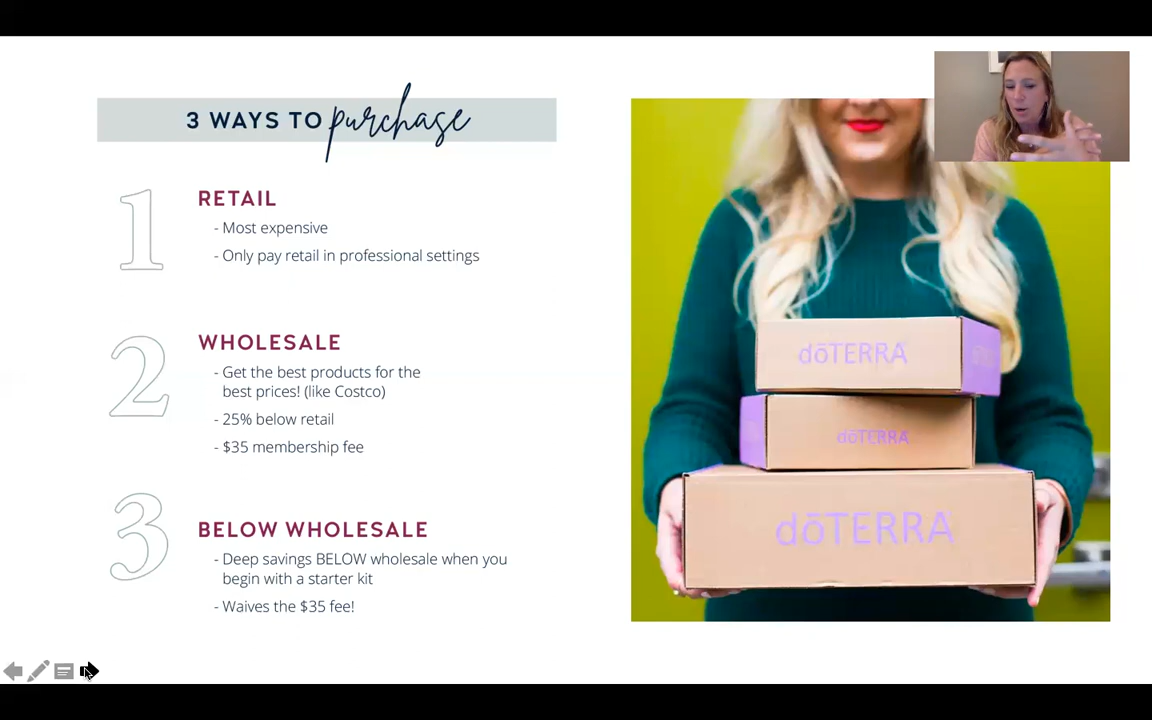 3 WAYS TO purchase
1
RETAIL
- Most expensive
- Only pay retail in professional settings
2
WHOLESALE
- Get the best products for the
best prices! (like Costco)
- 25% below retail
- $35 membership fee
3
BELOW WHOLESALE
- Deep savings BELOW wholesale when you
begin with a starter kit
- Waives the $35 fee!
dōTERRA
dōTERRA
dōTERRA